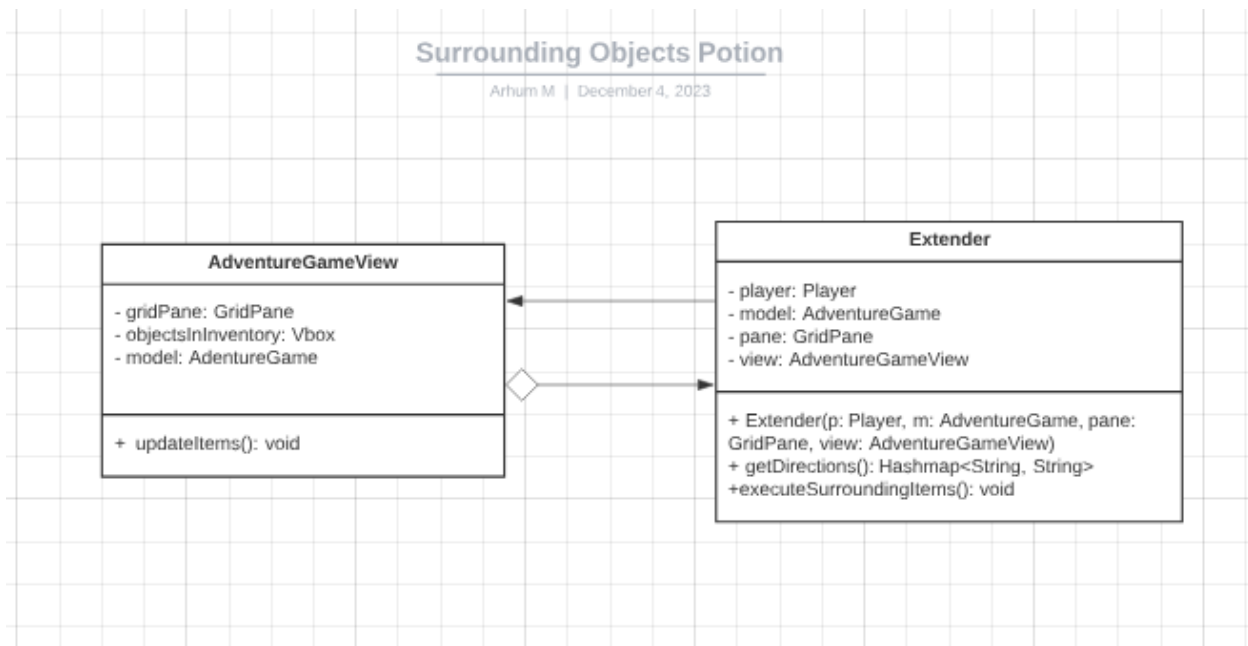 Surrounding Objects Potion
Arhum M | December 4, 2023
AdventureGameView
- gridPane: GridPane
- objectsInInventory: Vbox
- model: AdentureGame
+ updateItems(): void
Extender
- player: Player
- model: AdventureGame
- pane: GridPane
- view: AdventureGameView
+ Extender(p: Player, m: AdventureGame, pane:
GridPane, view: AdventureGameView)
+ getDirections(): Hashmap<String, String>
+executeSurroundingItems(): void